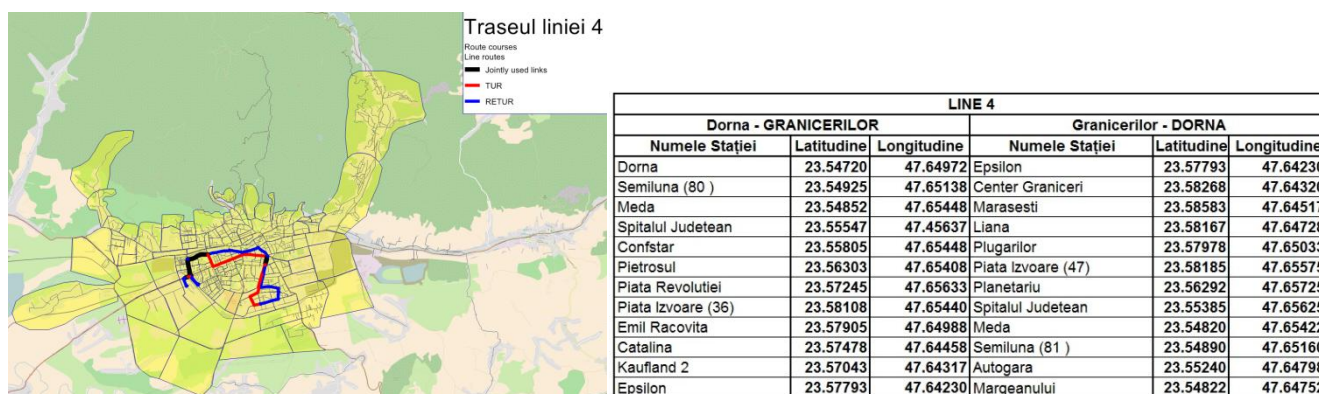 Traseul liniei 4
Route courses
Line routes
Jointly used links
TUR
RETUR
LINE 4
Dorna - GRANICERILOR Granicerilor - DORNA
Numele Stației Latitudine Longitudine Numele Stației Latitudine Longitudine
Dorna 23.54720 47.64972 Epsilon 23.57793 47.64230
Semiluna (80 ) 23.54925 47.65138 Center Graniceri 23.58268 47.64320
Meda 23.54852 47.65448 Marasesti 23.58583 47.64517
Spitalul Judetean 23.55547 47.45637 Liana 23.58167 47.64728
Confstar 23.55805 47.65448 Plugarilor 23.57978 47.65033
Pietrosul 23.56303 47.65408 Piata Izvoare (47) 23.58185 47.65575
Piata Revolutiei 23.57245 47.65633 Planetariu 23.56292 47.65725
Piata Izvoare (36) 23.58108 47.65440 Spitalul Judetean 23.55385 47.65625
Emil Racovita 23.57905 47.64988 Meda 23.54820 47.65422
Catalina 23.57478 47.64458 Semiluna (81 ) 23.54890 47.65160
Kaufland 2 23.57043 47.64317 Autogara 23.55240 47.64798
Epsilon 23.57793 47.64230 Margeanului 23.54822 47.64752